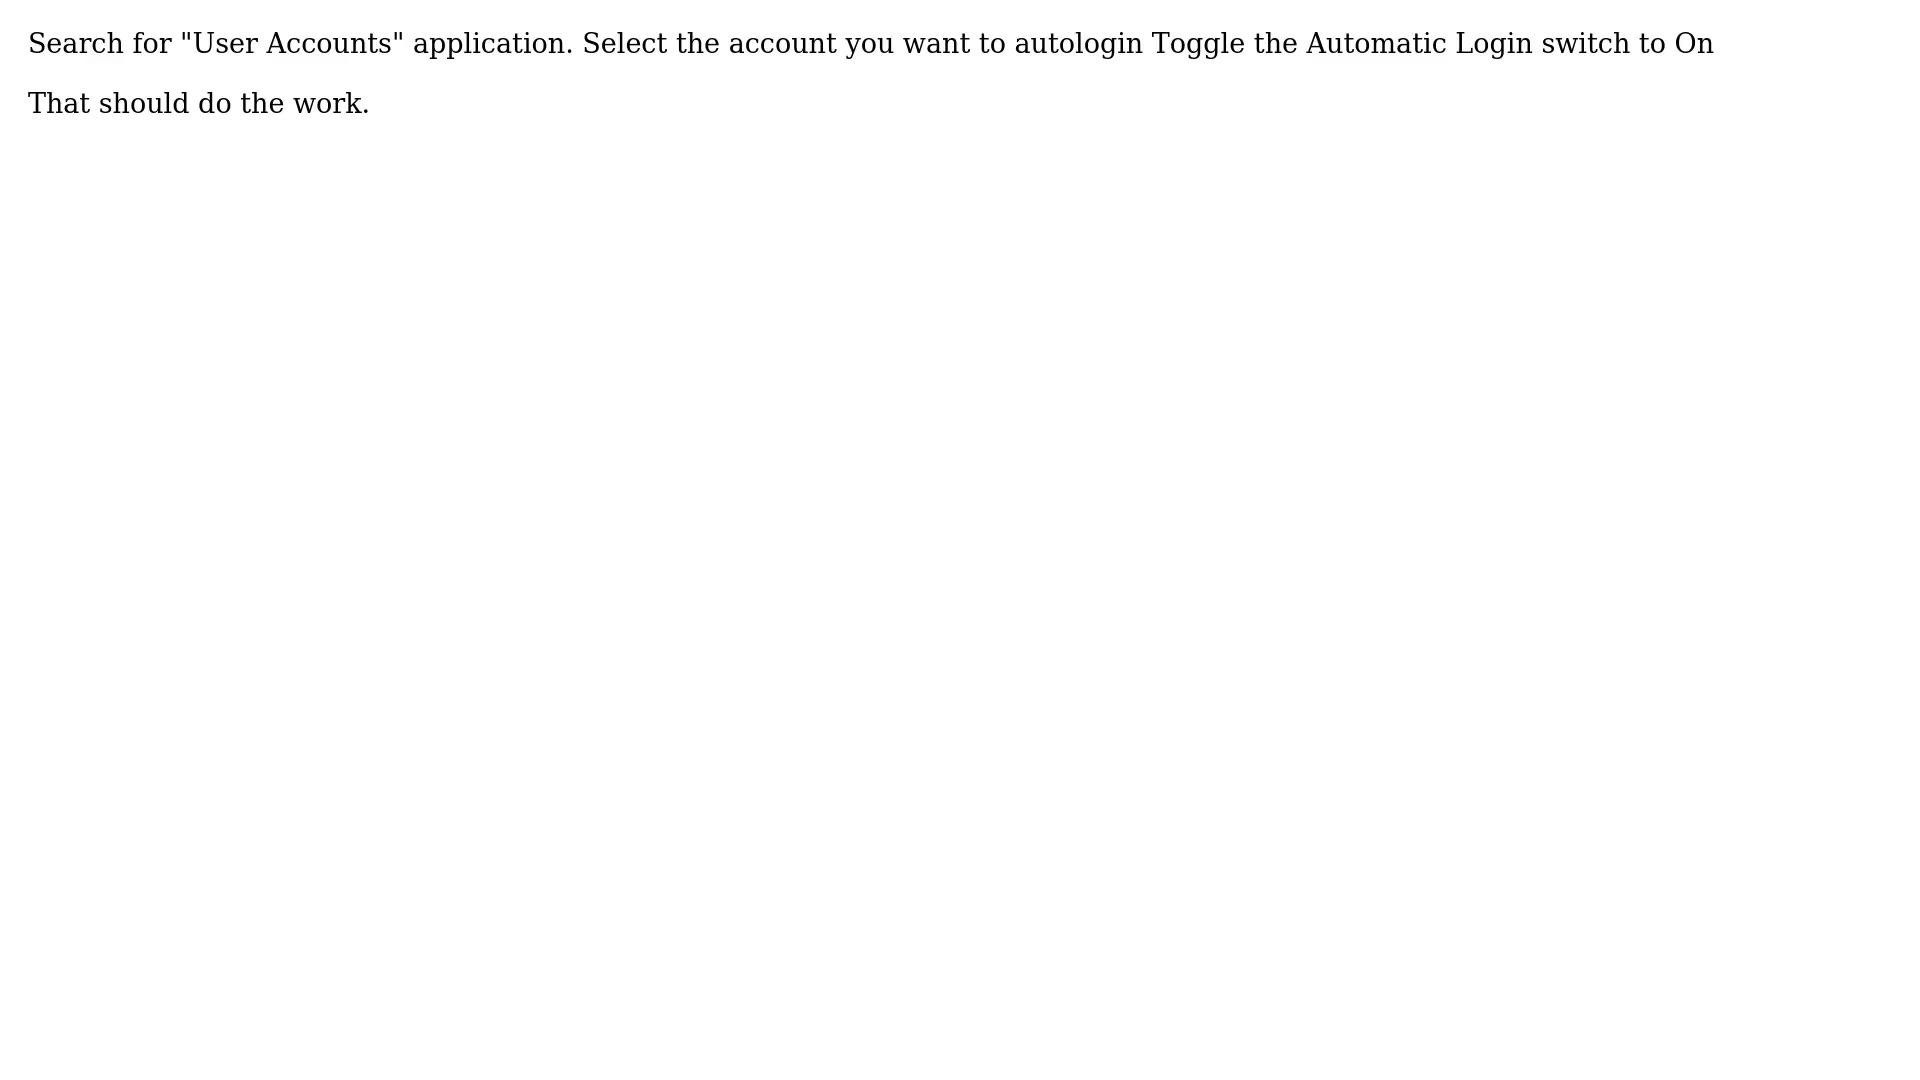 Search for "User Accounts" application. Select the account you want to autologin Toggle the Automatic Login switch to On
That should do the work.